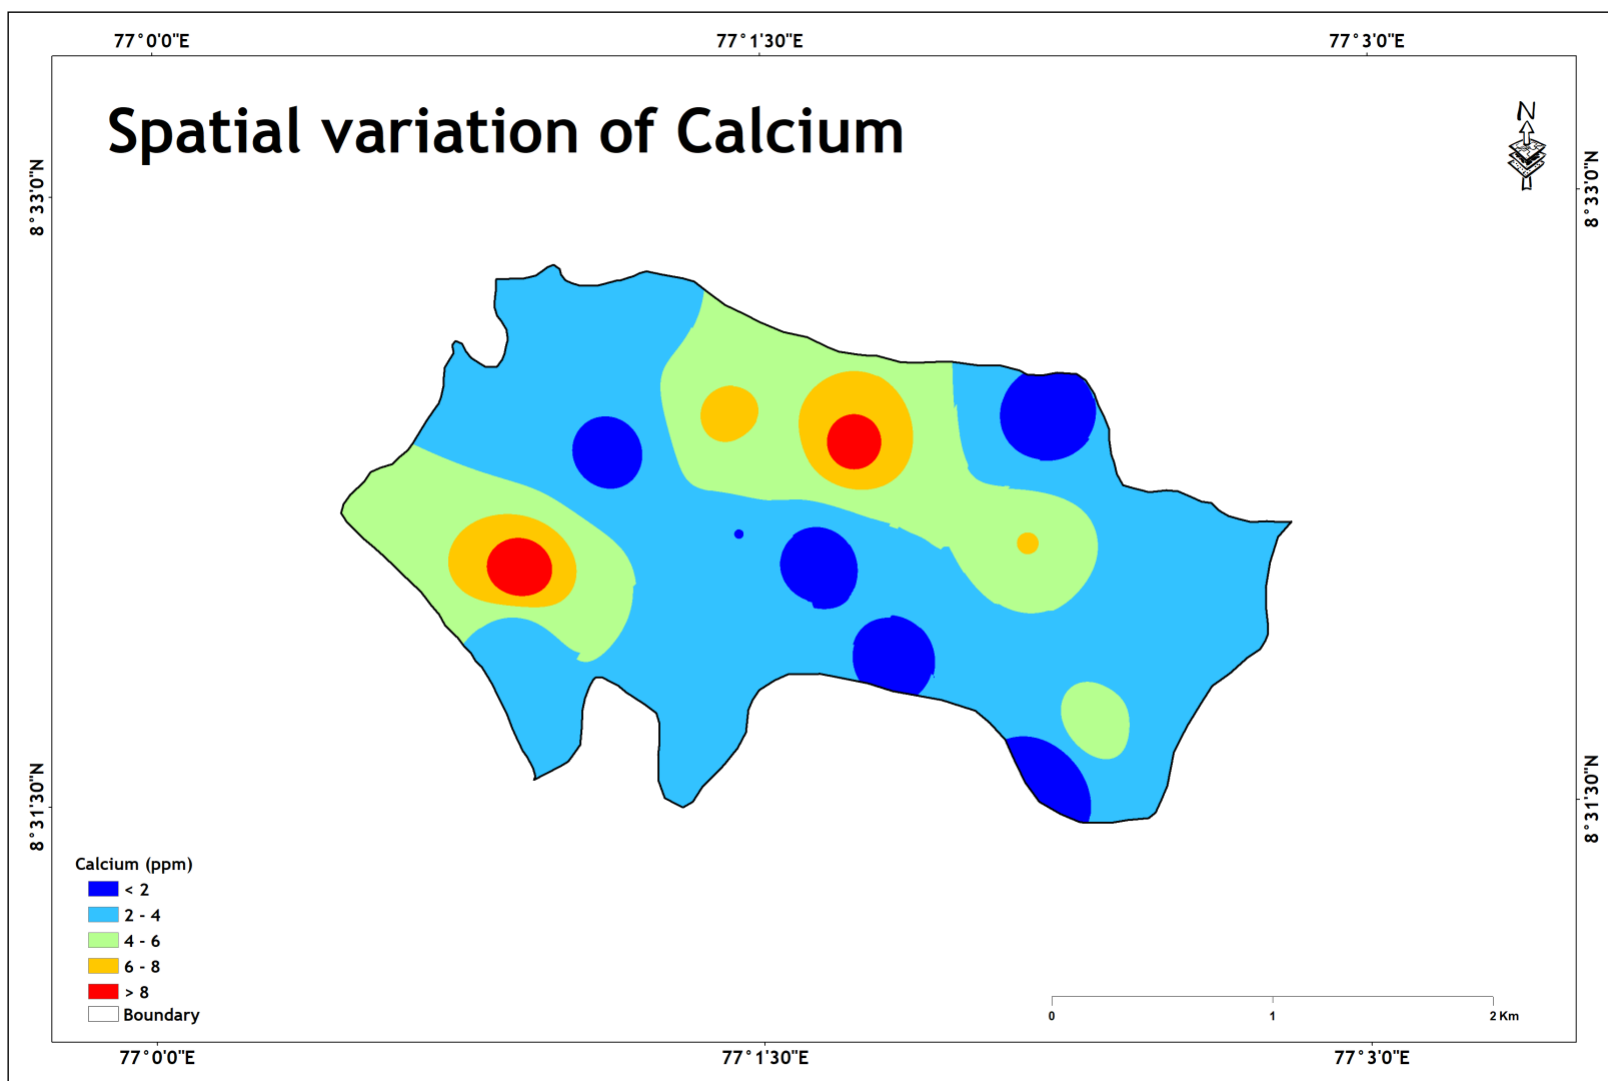 77°0'0"E 77°1'30"E 77°3'0"E
Spatial variation of Calcium
N
8°33'0"N
8°33'0"N
8°31'30"N
8°31'30"N
Calcium (ppm)
< 2
2 - 4
4 - 6
6 - 8
> 8
Boundary
0 1 2 Km
77°0'0"E 77°1'30"E 77°3'0"E